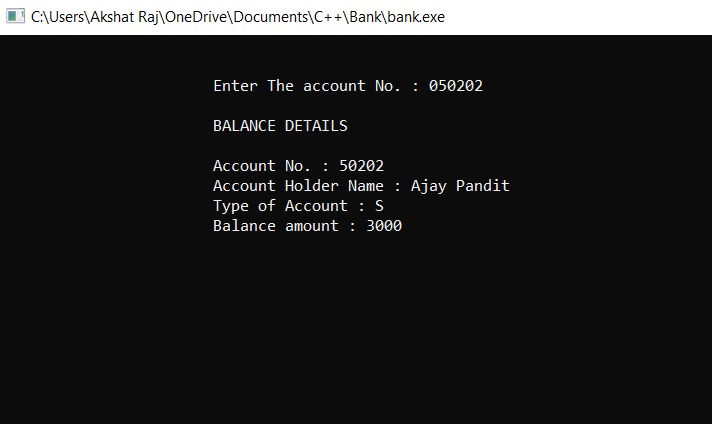 C:\Users\Akshat Raj\OneDrive\Documents\C++\Bank\bank.exe
Enter The account No. : 050202
BALANCE DETAILS
Account No. : 50202
Account Holder Name : Ajay Pandit
Type of Account : S
Balance amount : 3000